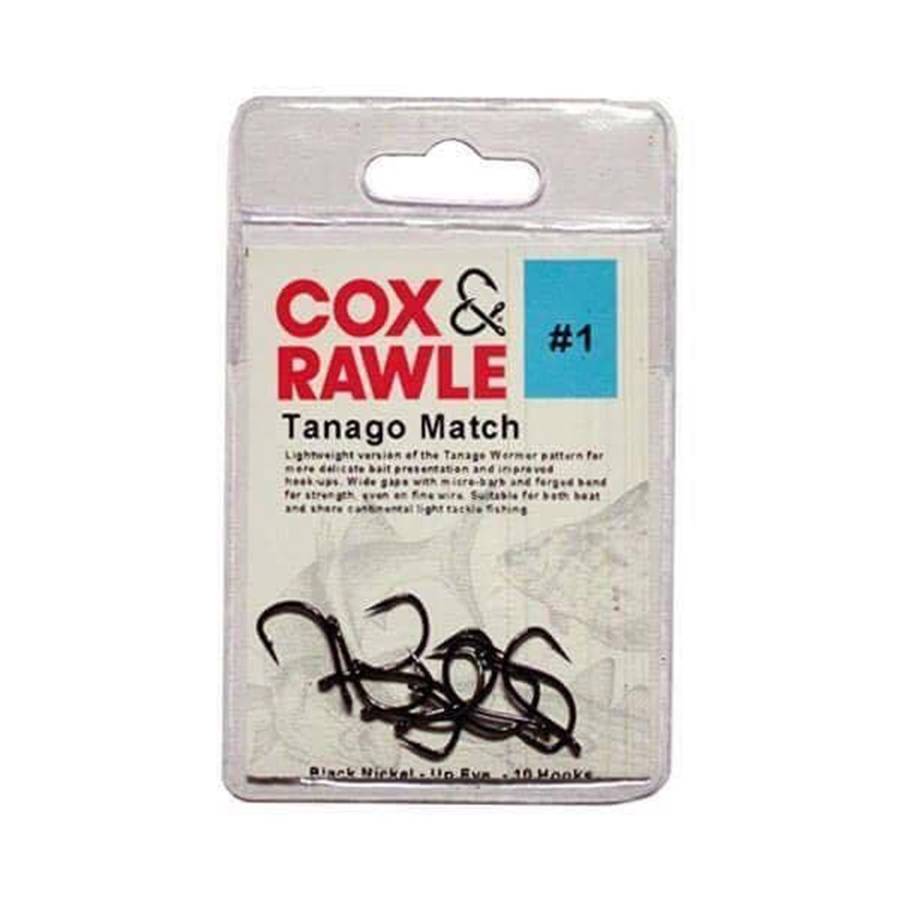 COX &
RAWLE
#1
Tanago Match
Lightweight version of the Tanago Wormer pattern for
more delicate bait presentation and improved
hook-ups. Wide gape with micro-barb and forged bend
for strength, even on fine wire. Suitable for both boat
and shore continental light tackle fishing
Black Nickel - Up Eye - 10 Hooks